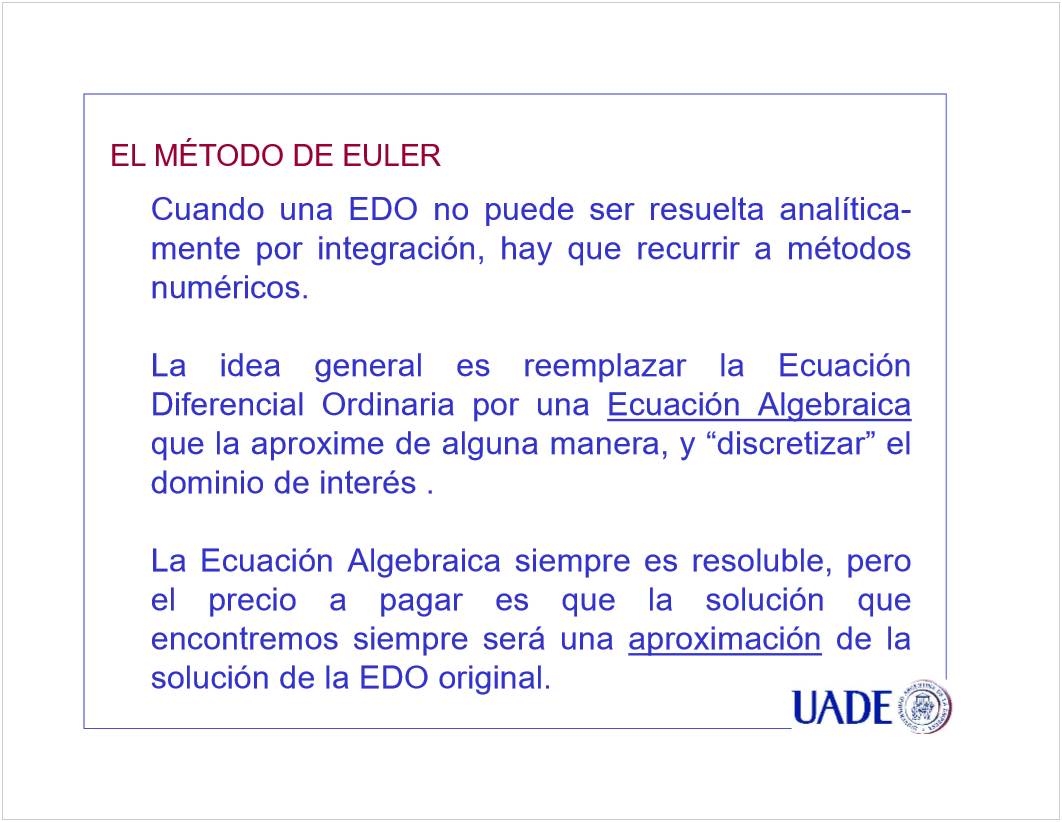 EL MÉTODO DE EULER
Cuando una EDO no puede ser resuelta analítica-
mente por integración, hay que recurrir a métodos
numéricos.
La idea general es reemplazar la Ecuación
Diferencial Ordinaria por una Ecuación Algebraica
que la aproxime de alguna manera, y “discretizar” el
dominio de interés .
La Ecuación Algebraica siempre es resoluble, pero
el precio a pagar es que la solución que
encontremos siempre será una aproximación de la
solución de la EDO original.
UADE